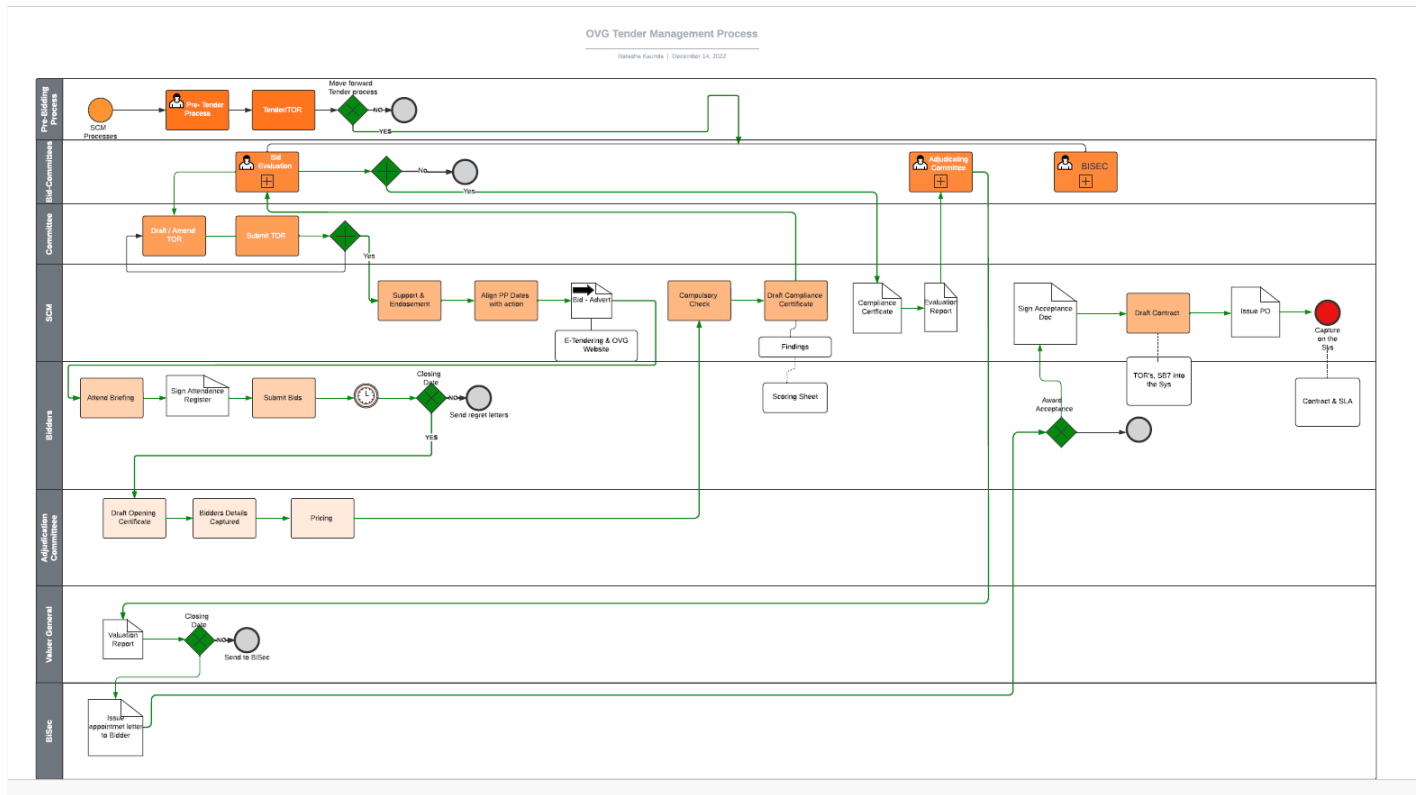 OVG Tender Management Process
Natasha Kaunda | December 14, 2022
Pre-Bidding
Process
SCM
Processes
Pre- Tender
Process
Tender/TOR
Move forward
Tender process
NO
YES
Bid-Committees
Bid
Evaluation
No
Yes
Adjudicating
Committee
BISEC
Committee
Draft / Amend
TOR
Submit TOR
Yes
SCM
Support &
Endosement
Align PP Dates
with action
Bid - Advert
E-Tendering & OVG
Website
Compulsory
Check
Draft Compliance
Certificate
Findings
Scoring Sheet
Compliance
Certficate
Evaluation
Report
Sign Acceptance
Doc
Draft Contract
TOR's, SB7 into
the Sys
Issue PO
Capture
on the
Sys
Contract & SLA
Bidders
Attend Briefing
Sign Attendance
Register
Submit Bids
Closing
Date
NO
Send regret letters
YES
Award
Acceptance
Adjudication
Committeee
Draft Opening
Certificate
Bidders Details
Captured
Pricing
Valuer General
Valuation
Report
Closing
Date
NO
Send to BISec
BiSec
Issue
appointmet letter
to Bidder